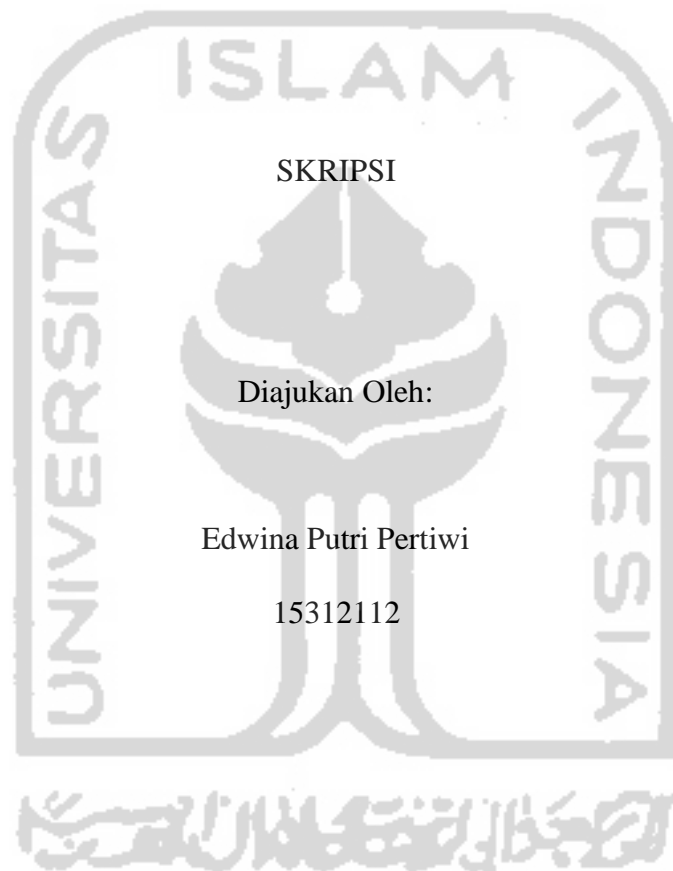 UNIVERSITAS ISLAM INDONESIA
SKRIPSI
Diajukan Oleh:
Edwina Putri Pertiwi
15312112